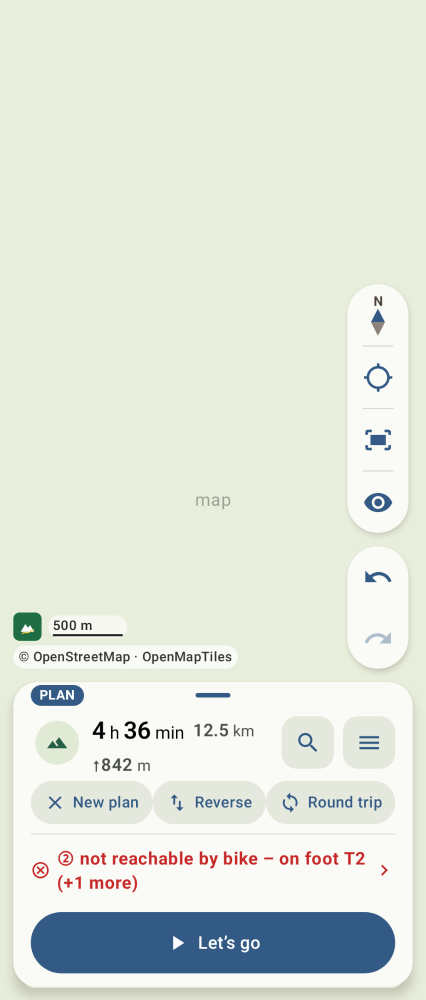 N
map
500 m
© OpenStreetMap · OpenMapTiles
PLAN
4 h 36 min 12.5 km
↑842 m
New plan Reverse Round trip
② not reachable by bike – on foot T2
(+1 more)
Let’s go